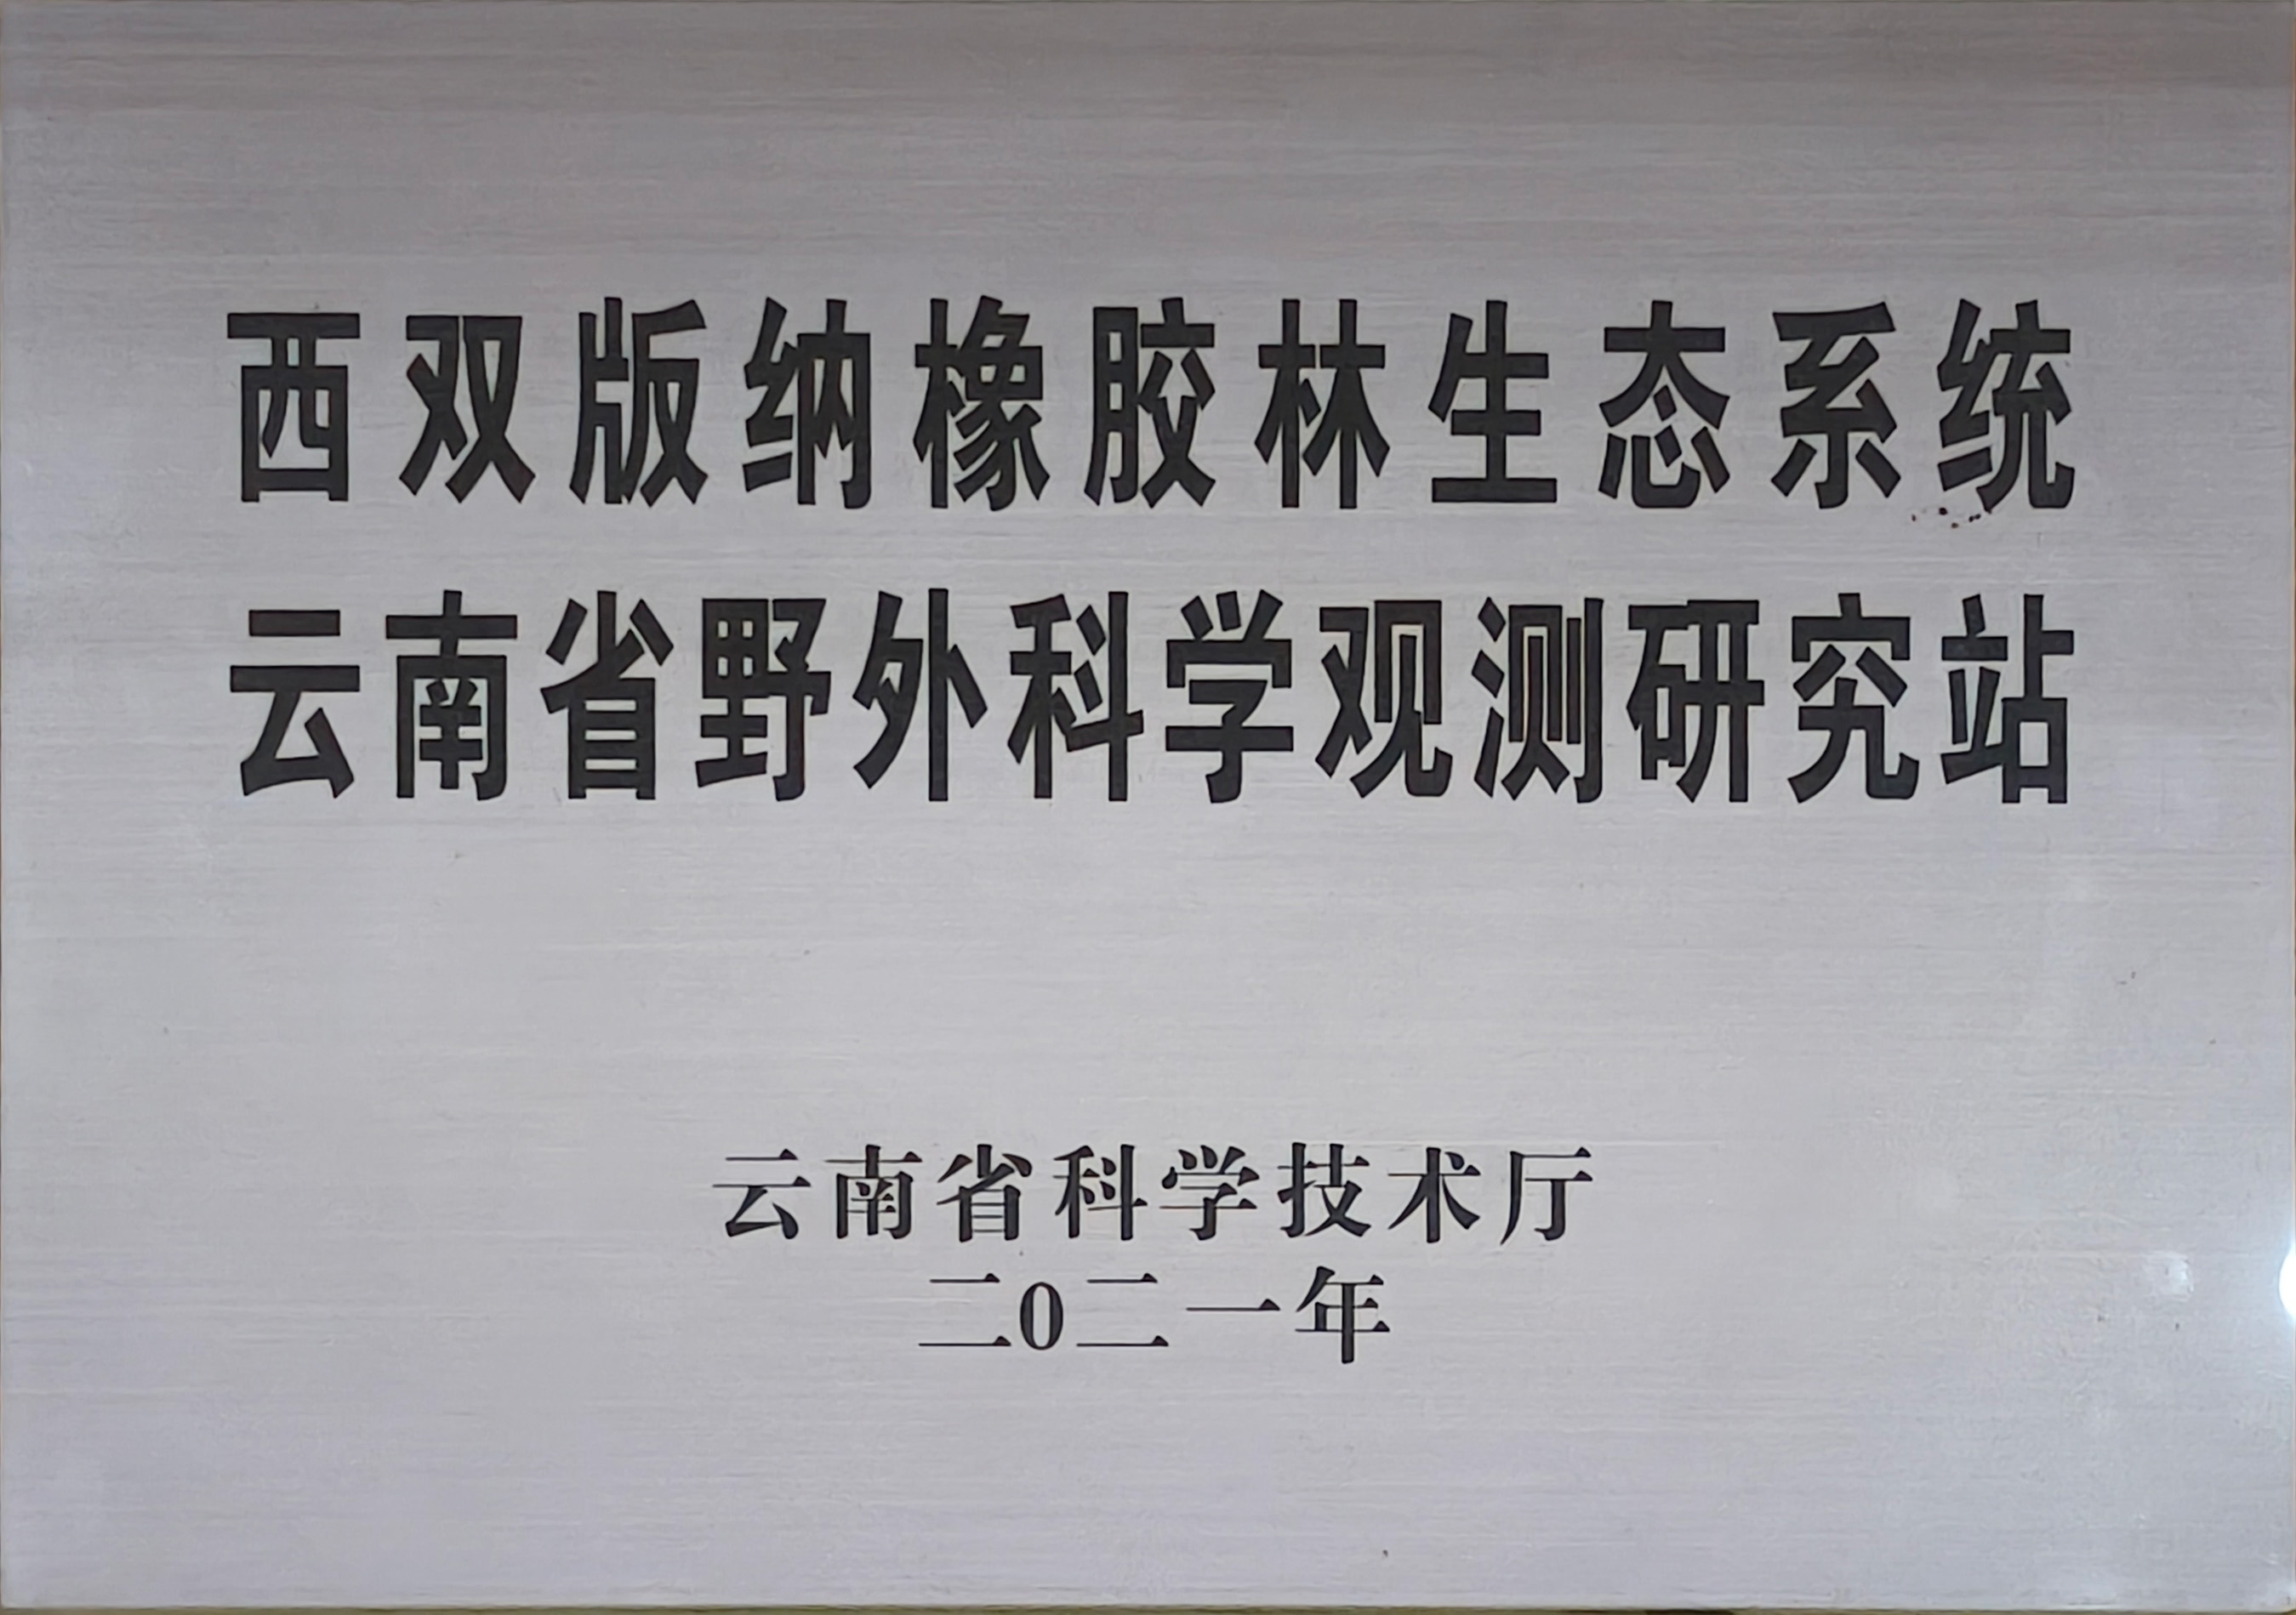 西双版纳橡胶林生态系统
云南省野外科学观测研究站
云南省科学技术厅
二0二一年